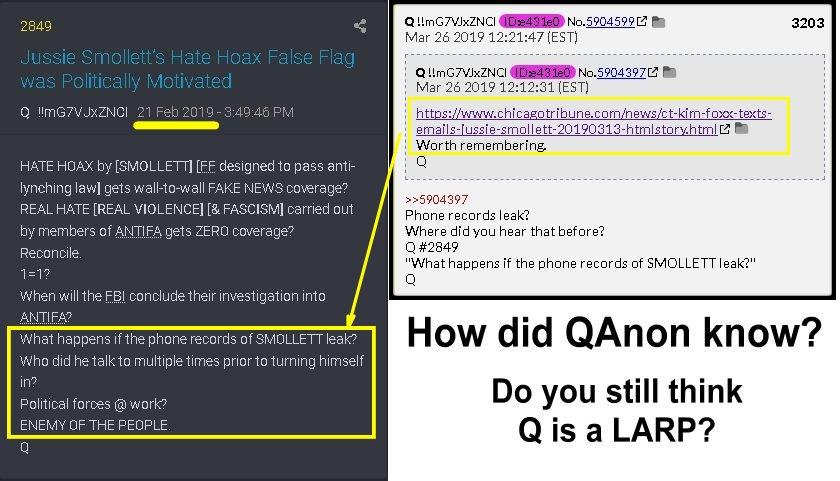 2849
Jussie Smollett's Hate Hoax False Flag
was Politically Motivated
Q !!mG7VJxZNCI 21 Feb 2019 - 3:49:46 PM
HATE HOAX by [SMOLLETT] [FF designed to pass anti-
lynching law] gets wall-to-wall FAKE NEWS coverage?
REAL HATE [REAL VIOLENCE] [& FASCISM] carried out
by members of ANTIFA gets ZERO coverage?
Reconcile.
1=1?
When will the FBI conclude their investigation into
ANTIFA?
What happens if the phone records of SMOLLETT leak?
Who did he talk to multiple times prior to turning himself
in?
Political forces @ work?
ENEMY OF THE PEOPLE.
Q
Q !!mG7VJxZNCI ID:e431e0 No.5904599 3203
Mar 26 2019 12:21:47 (EST)
Q !!mG7VJxZNCI ID:e431e0 No.5904397
Mar 26 2019 12:12:31 (EST)
https://www.chicagotribune.com/news/ct-kim-foxx-texts-
emails-jussie-smollett-20190313-htmlstory.html
Worth remembering.
Q
>>5904397
Phone records leak?
Where did you hear that before?
Q #2849
"What happens if the phone records of SMOLLETT leak?"
Q
How did QAnon know?
Do you still think
Q is a LARP?